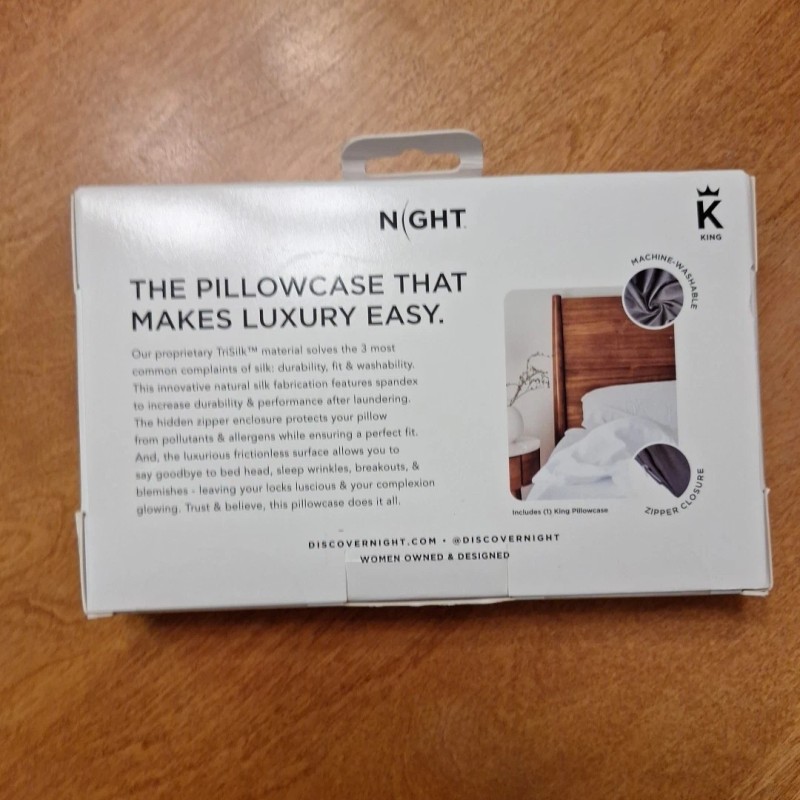 N(GHT
K
KING
THE PILLOWCASE THAT
MAKES LUXURY EASY.
Our proprietary TriSilk™ material solves the 3 most
common complaints of silk: durability, fit & washability.
This innovative natural silk fabrication features spandex
to increase durability & performance after laundering.
The hidden zipper enclosure protects your pillow
from pollutants & allergens while ensuring a perfect fit.
And, the luxurious frictionless surface allows you to
say goodbye to bed head, sleep wrinkles, breakouts, &
blemishes - leaving your locks luscious & your complexion
glowing. Trust & believe, this pillowcase does it all.
MACHINE-WASHABLE
ZIPPER CLOSURE
Includes (1) King Pillowcase
DISCOVERNIGHT.COM • @DISCOVERNIGHT
WOMEN OWNED & DESIGNED